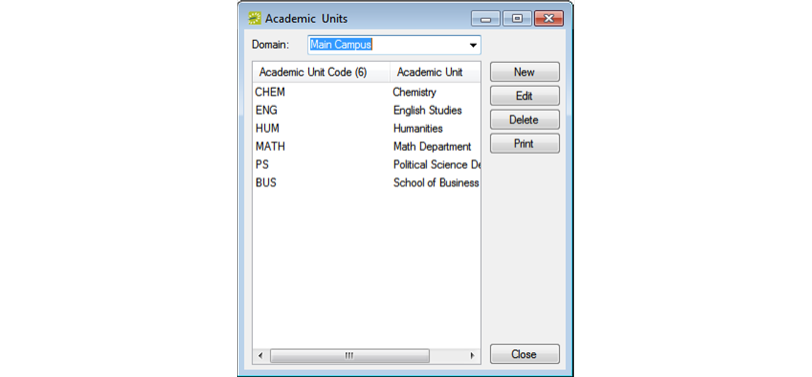 Academic Units
Domain: Main Campus
Academic Unit Code (6) Academic Unit
CHEM Chemistry
ENG English Studies
HUM Humanities
MATH Math Department
PS Political Science De
BUS School of Business
New
Edit
Delete
Print
Close